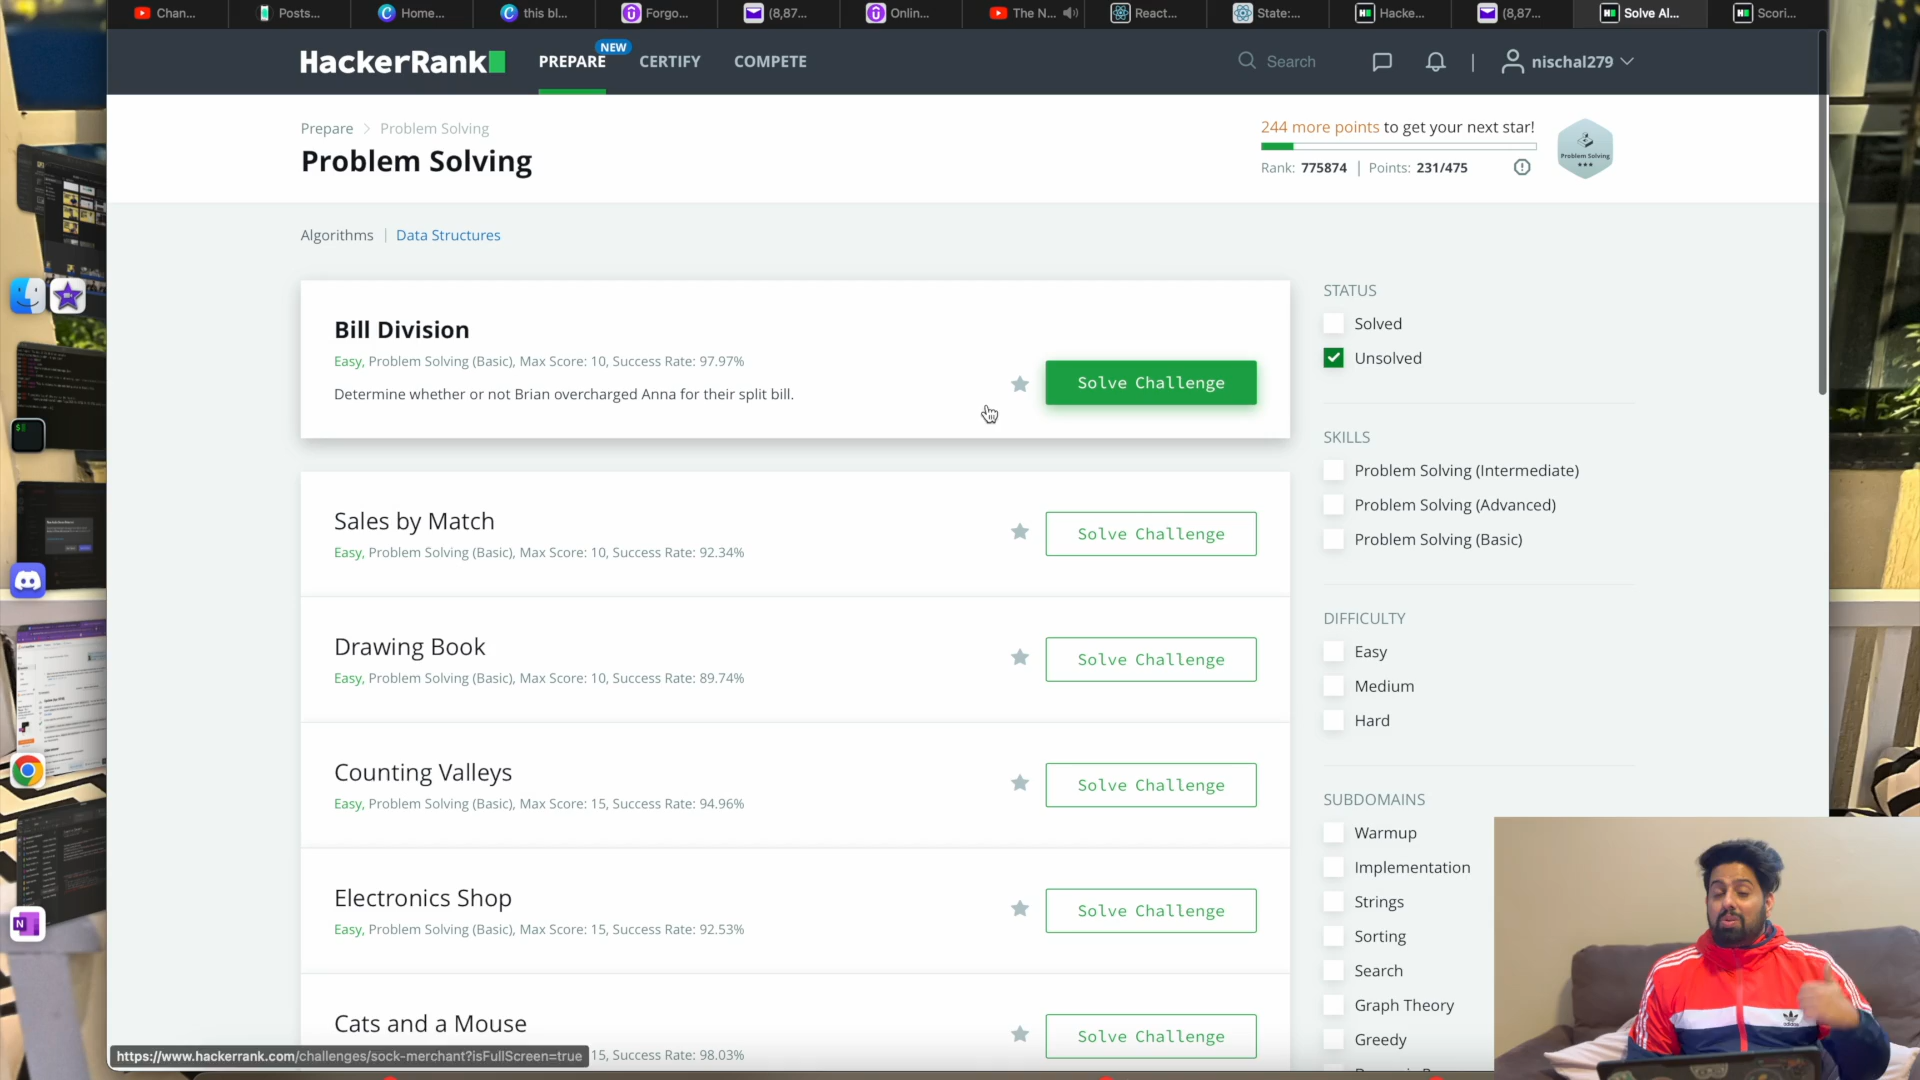 Chan...
Posts...
Home...
this bl...
Forgo...
(8,87...
Onlin...
The N...
React...
State:...
Hacke...
(8,87...
Solve Al...
Scori...
HackerRank
PREPARE
NEW
CERTIFY
COMPETE
Search
nischal279
Prepare > Problem Solving
Problem Solving
244 more points to get your next star!
Rank: 775874 | Points: 231/475
Problem Solving
Algorithms | Data Structures
Bill Division
Easy, Problem Solving (Basic), Max Score: 10, Success Rate: 97.97%
Determine whether or not Brian overcharged Anna for their split bill.
Solve Challenge
Sales by Match
Easy, Problem Solving (Basic), Max Score: 10, Success Rate: 92.34%
Solve Challenge
Drawing Book
Easy, Problem Solving (Basic), Max Score: 10, Success Rate: 89.74%
Solve Challenge
Counting Valleys
Easy, Problem Solving (Basic), Max Score: 15, Success Rate: 94.96%
Solve Challenge
Electronics Shop
Easy, Problem Solving (Basic), Max Score: 15, Success Rate: 92.53%
Solve Challenge
Cats and a Mouse
15, Success Rate: 98.03%
Solve Challenge
https://www.hackerrank.com/challenges/sock-merchant?isFullScreen=true
STATUS
Solved
Unsolved
SKILLS
Problem Solving (Intermediate)
Problem Solving (Advanced)
Problem Solving (Basic)
DIFFICULTY
Easy
Medium
Hard
SUBDOMAINS
Warmup
Implementation
Strings
Sorting
Search
Graph Theory
Greedy
adidas